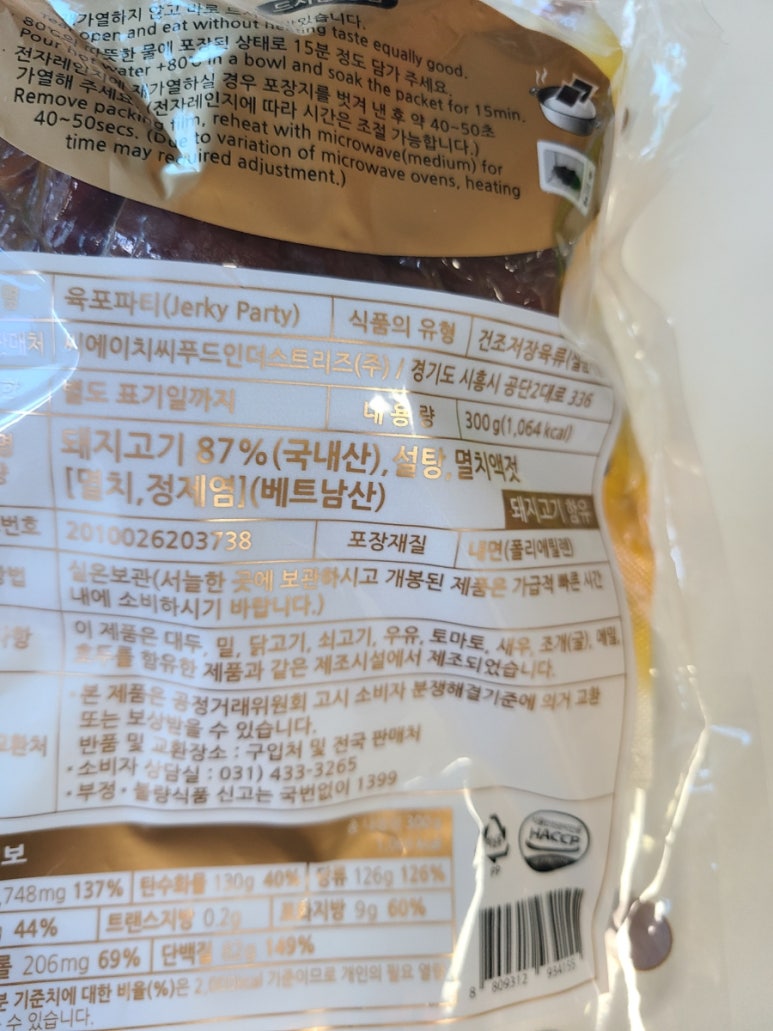 가열하지 않고
open and eat without heating taste equally good.
80℃의 따뜻한 물에 포장된 상태로 15분 정도 담가 주세요.
Pour hot water +80℃ in a bowl and soak the packet for 15min.
전자레인지에 재가열하실 경우 포장지를 벗겨 낸 후 약 40~50초
가열해 주세요. (전자레인지에 따라 시간은 조절 가능합니다.)
Remove packing film, reheat with microwave(medium) for
40~50secs. (Due to variation of microwave ovens, heating
time may required adjustment.)
육포파티(Jerky Party) 식품의 유형 건조저장육류
씨에이치씨푸드인더스트리즈(주) / 경기도 시흥시 공단2대로 336
별도 표기일까지 내용량 300g(1,064 kcal)
돼지고기 87%(국내산), 설탕, 멸치액젓
[멸치,정제염](베트남산)
돼지고기 함유
번호 2010026203738 포장재질 내면(폴리에틸렌)
방법 실온보관(서늘한 곳에 보관하시고 개봉된 제품은 가급적 빠른 시간
내에 소비하시기 바랍니다.)
사항 이 제품은 대두, 밀, 닭고기, 쇠고기, 우유, 토마토, 새우, 조개(굴), 메밀,
호두를 함유한 제품과 같은 제조시설에서 제조되었습니다.
교환처 •본 제품은 공정거래위원회 고시 소비자 분쟁해결기준에 의거 교환
또는 보상받을 수 있습니다.
반품 및 교환장소 : 구입처 및 전국 판매처
•소비자 상담실 : 031) 433-3265
•부정•불량식품 신고는 국번없이 1399
보
HACCP
PP
,748mg 137% 탄수화물 130g 40% 당류 126g 126%
44% 트랜스지방 0.2g 포화지방 9g 60%
롤 206mg 69% 단백질 82g 149%
분 기준치에 대한 비율(%)은 2,000kcal 기준이므로 개인의 필요 열량
수 있습니다.
8 809312 934155